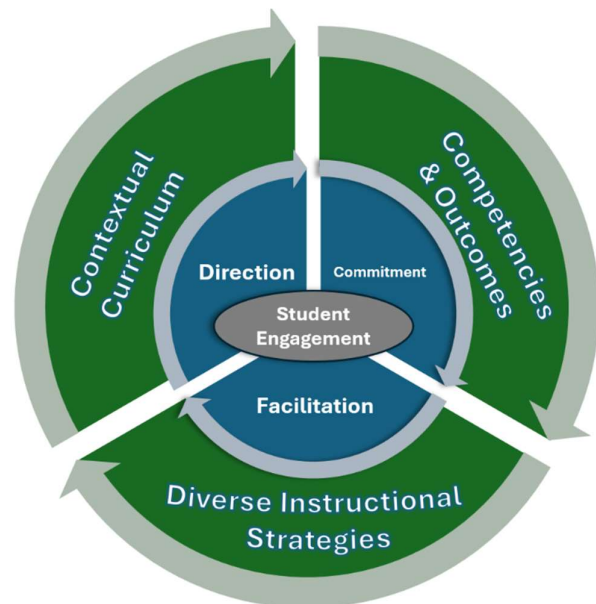 Contextual
Curriculum
Competencies
& Outcomes
Direction
Commitment
Student
Engagement
Facilitation
Diverse Instructional
Strategies